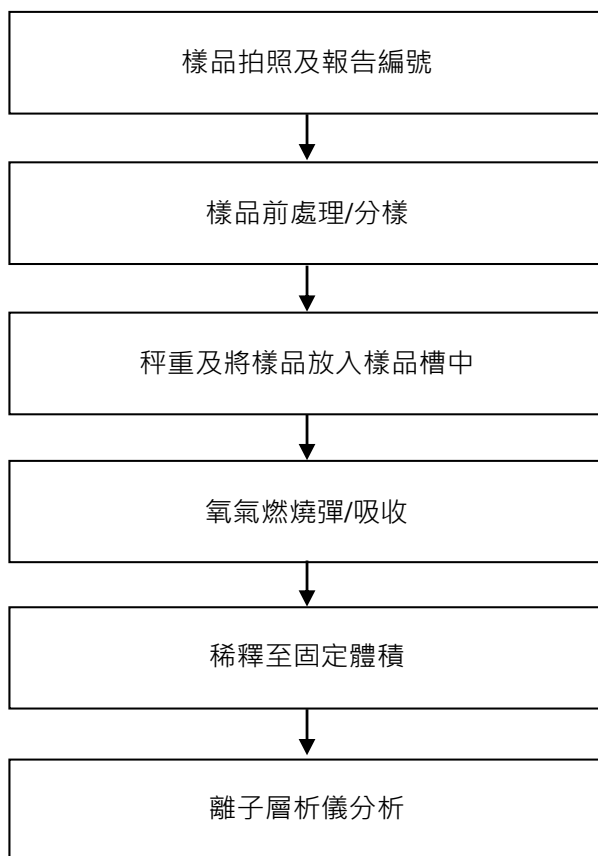 樣品拍照及報告編號
樣品前處理/分樣
秤重及將樣品放入樣品槽中
氧氣燃燒彈/吸收
稀釋至固定體積
離子層析儀分析